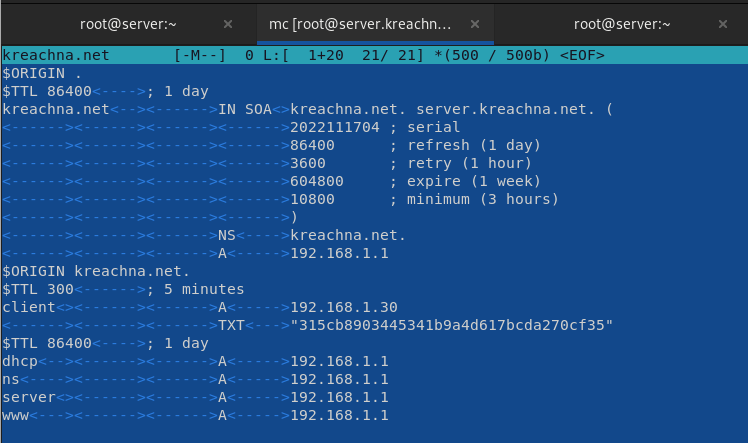 root@server:~ × mc [root@server.kreachn... × root@server:~ ×
kreachna.net [-M--] 0 L:[ 1+20 21/ 21] *(500 / 500b) <EOF>
$ORIGIN .
$TTL 86400<---->; 1 day
kreachna.net<--><------>IN SOA<>kreachna.net. server.kreachna.net. (
<------><------><------><------>2022111704 ; serial
<------><------><------><------>86400      ; refresh (1 day)
<------><------><------><------>3600       ; retry (1 hour)
<------><------><------><------>604800     ; expire (1 week)
<------><------><------><------>10800      ; minimum (3 hours)
<------><------><------><------>)
<------><------><------>NS<---->kreachna.net.
<------><------><------>A<----->192.168.1.1
$ORIGIN kreachna.net.
$TTL 300<------>; 5 minutes
client<><------><------>A<----->192.168.1.30
<------><------><------>TXT<--->"315cb8903445341b9a4d617bcda270cf35"
$TTL 86400<---->; 1 day
dhcp<--><------><------>A<----->192.168.1.1
ns<----><------><------>A<----->192.168.1.1
server<><------><------>A<----->192.168.1.1
www<---><------><------>A<----->192.168.1.1